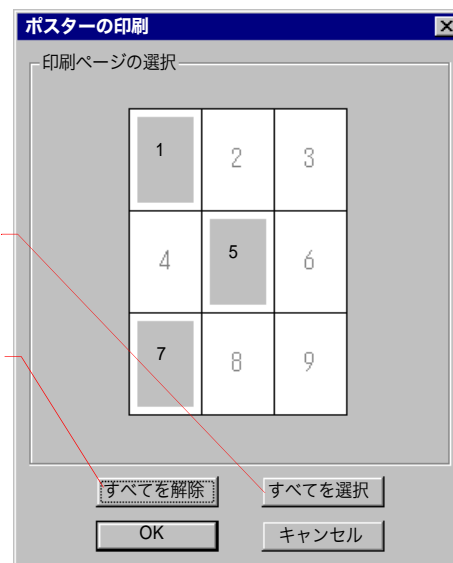 ポスターの印刷
印刷ページの選択
1 2 3
4 5 6
7 8 9
すべてを解除 すべてを選択
OK キャンセル